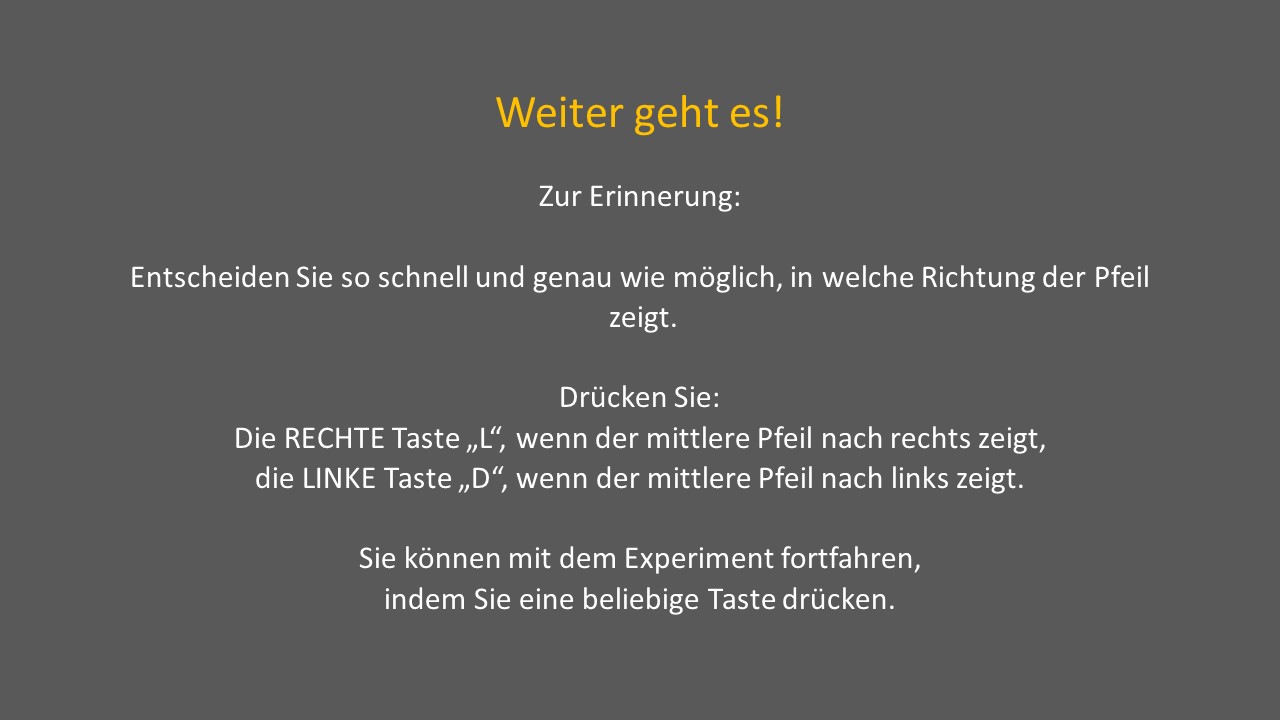 Weiter geht es!
Zur Erinnerung:
Entscheiden Sie so schnell und genau wie möglich, in welche Richtung der Pfeil
zeigt.
Drücken Sie:
Die RECHTE Taste „L“, wenn der mittlere Pfeil nach rechts zeigt,
die LINKE Taste „D“, wenn der mittlere Pfeil nach links zeigt.
Sie können mit dem Experiment fortfahren,
indem Sie eine beliebige Taste drücken.